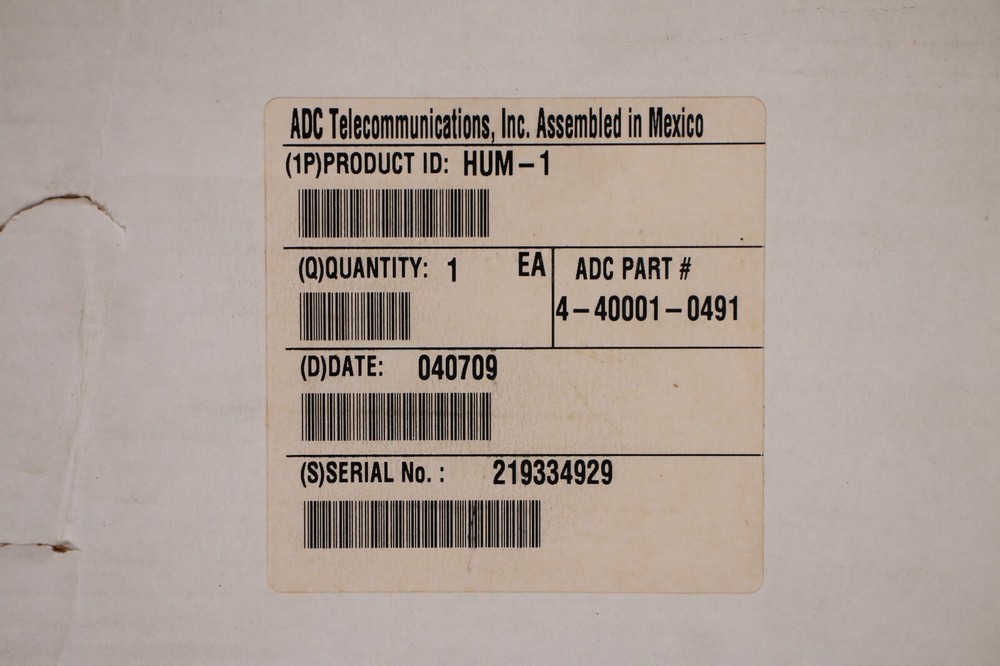 ADC Telecommunications, Inc. Assembled in Mexico
(1P)PRODUCT ID: HUM-1
(Q)QUANTITY: 1 EA
ADC PART #
4-40001-0491
(D)DATE: 040709
(S)SERIAL No. : 219334929